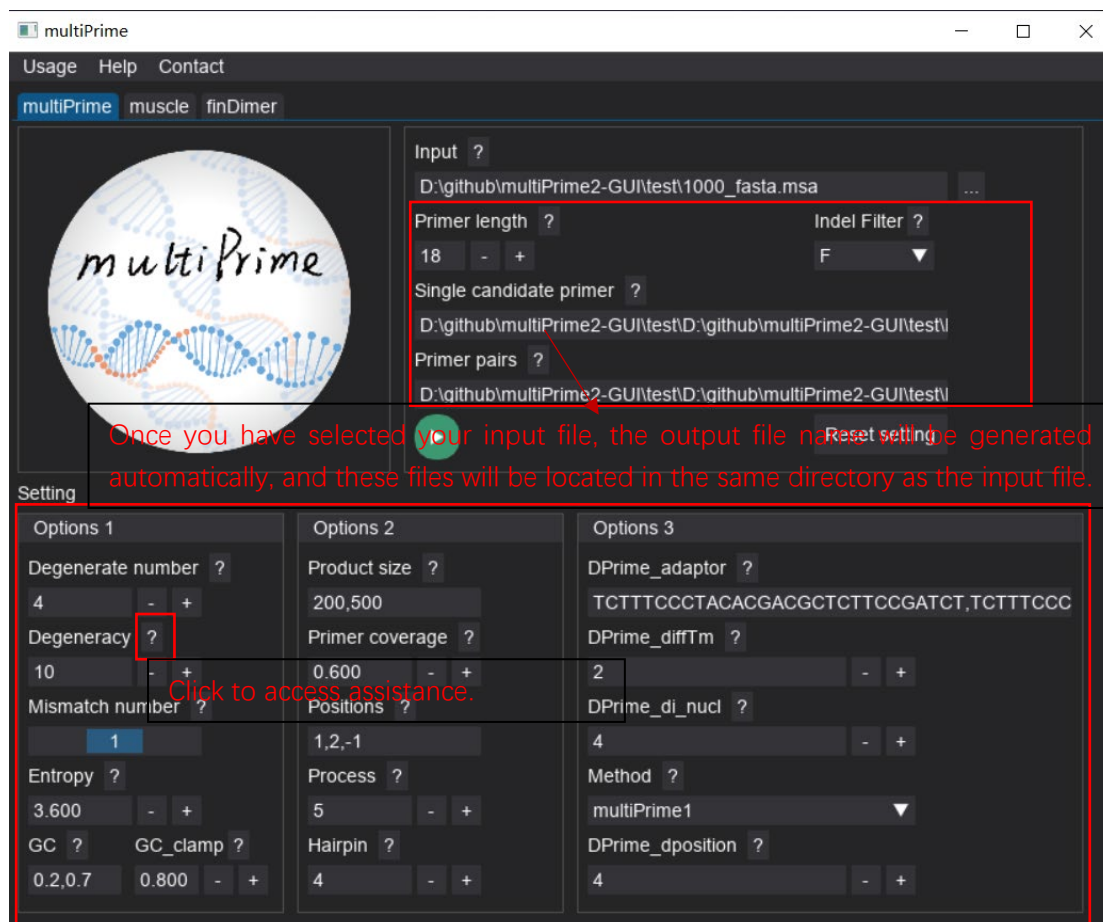 multiPrime
Usage Help Contact
multiPrime muscle finDimer
multiPrime
Input ?
D:\github\multiPrime2-GUI\test\1000_fasta.msa ...
Primer length ? Indel Filter ?
18 - + F
Single candidate primer ?
D:\github\multiPrime2-GUI\test\D:\github\multiPrime2-GUI\test\
Primer pairs ?
D:\github\multiPrime2-GUI\test\D:\github\multiPrime2-GUI\test\
Reset setting
Once you have selected your input file, the output file name will be generated
automatically, and these files will be located in the same directory as the input file.
Setting
Options 1 Options 2 Options 3
Degenerate number ? Product size ? DPrime_adaptor ?
4 - + 200,500 TCTTTCCCTACACGACGCTCTTCCGATCT,TCTTTCCC
Degeneracy ? Primer coverage ? DPrime_diffTm ?
10 - + 0.600 - + 2 - +
Click to access assistance.
Mismatch number ? Positions ? DPrime_di_nucl ?
1 1,2,-1 4 - +
Entropy ? Process ? Method ?
3.600 - + 5 - + multiPrime1
GC ? GC_clamp ? Hairpin ? DPrime_dposition ?
0.2,0.7 0.800 - + 4 - + 4 - +